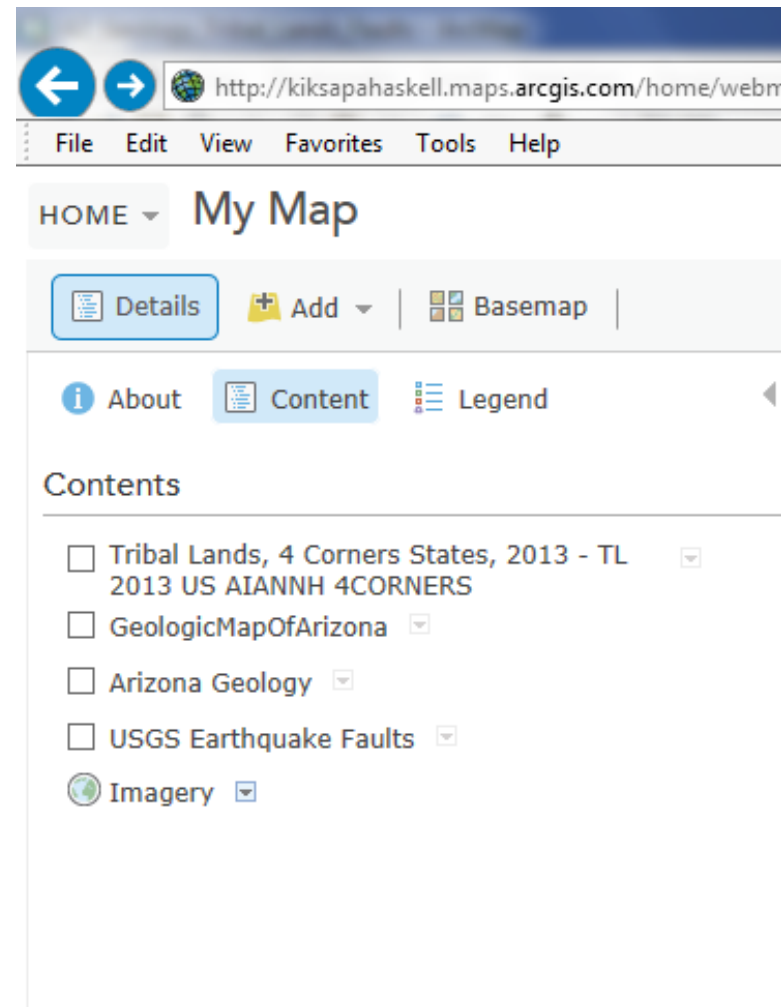 http://kiksapahaskell.maps.arcgis.com/home/webm
File Edit View Favorites Tools Help
HOME My Map
Details Add Basemap
About Content Legend
Contents
Tribal Lands, 4 Corners States, 2013 - TL
2013 US AIANNH 4CORNERS
GeologicMapOfArizona
Arizona Geology
USGS Earthquake Faults
Imagery